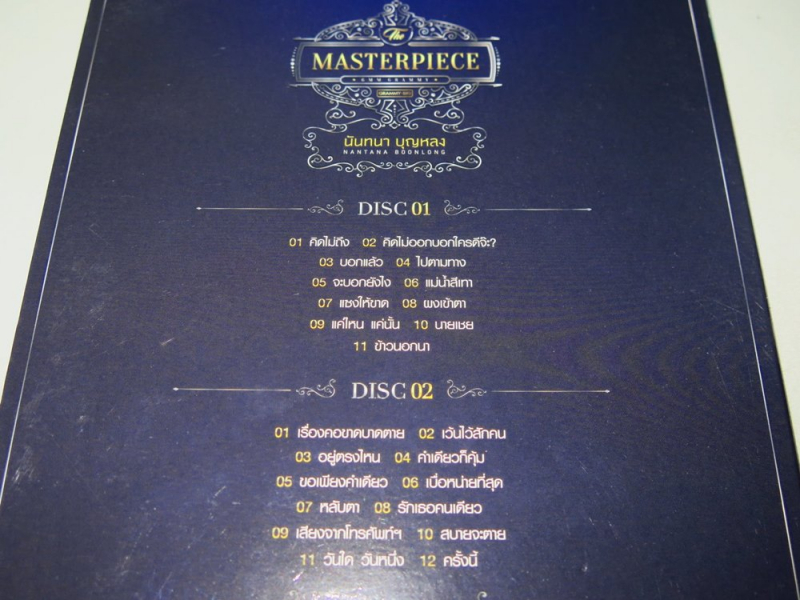 The
MASTERPIECE
GMM GRAMMY
นันทนา บุญหลง
NANTANA BOONLONG
DISC 01
01 คิดไม่ถึง 02 คิดไม่ออกบอกใครดีจ๊ะ?
03 บอกแล้ว 04 ไปตามทาง
05 จะบอกยังไง 06 แม่น้ำสีเทา
07 แซงให้ขาด 08 ผงเข้าตา
09 แค่ไหน แค่นั้น 10 นายเชย
11 ข้าวนอกนา
DISC 02
01 เรื่องคอขาดบาดตาย 02 เว้นไว้สักคน
03 อยู่ตรงไหน 04 คำเดียวก็คุ้ม
05 ขอเพียงคำเดียว 06 เบื่อหน่ายที่สุด
07 หลับตา 08 รักเธอคนเดียว
09 เสียงจากโทรศัพท์ฯ 10 สบายจะตาย
11 วันใด วันหนึ่ง 12 ครั้งนี้